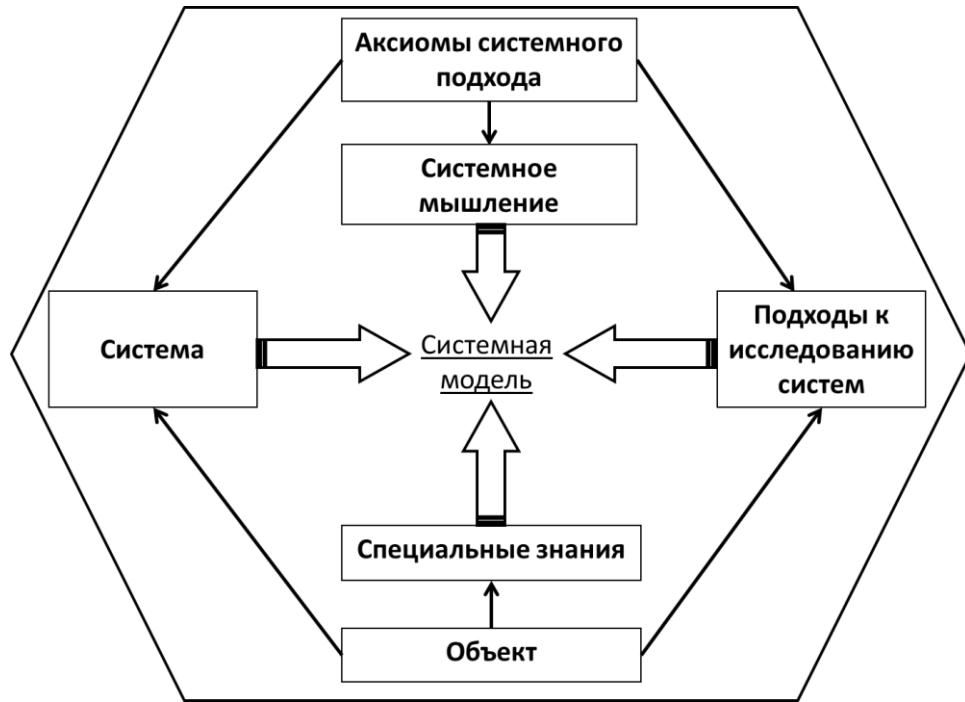 Аксиомы системного
подхода
Системное
мышление
Система
Системная
модель
Подходы к
исследованию
систем
Специальные знания
Объект